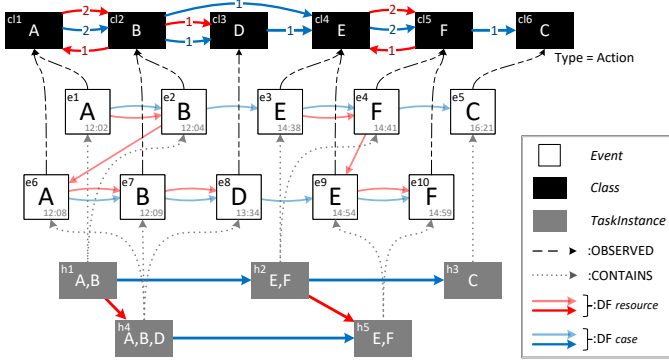 cl1 A 2 2 1 cl2 B 1 1 1 cl3 D 1 cl4 E 2 2 1 cl5 F 1 cl6 C
Type = Action
e1 A 12:02 e2 B 12:04 e3 E 14:38 e4 F 14:41 e5 C 16:21
e6 A 12:08 e7 B 12:09 e8 D 13:34 e9 E 14:54 e10 F 14:59
h1 A,B h2 E,F h3 C
h4 A,B,D h5 E,F
Event
Class
TaskInstance
:OBSERVED
:CONTAINS
:DF resource
:DF case